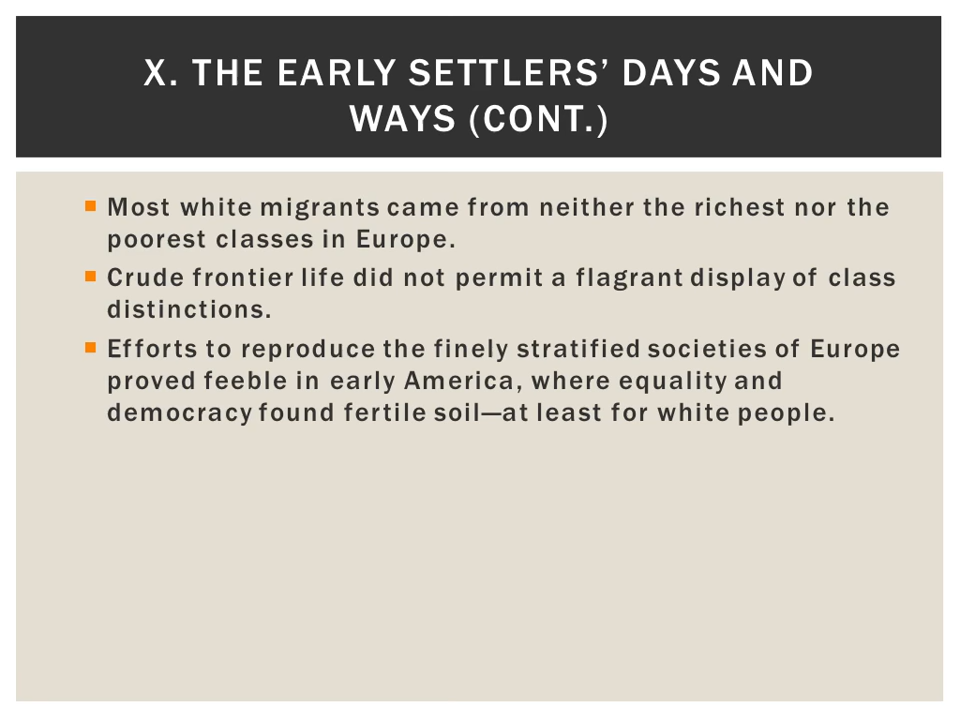 X. THE EARLY SETTLERS’ DAYS AND
WAYS (CONT.)
Most white migrants came from neither the richest nor the
poorest classes in Europe.
Crude frontier life did not permit a flagrant display of class
distinctions.
Efforts to reproduce the finely stratified societies of Europe
proved feeble in early America, where equality and
democracy found fertile soil—at least for white people.